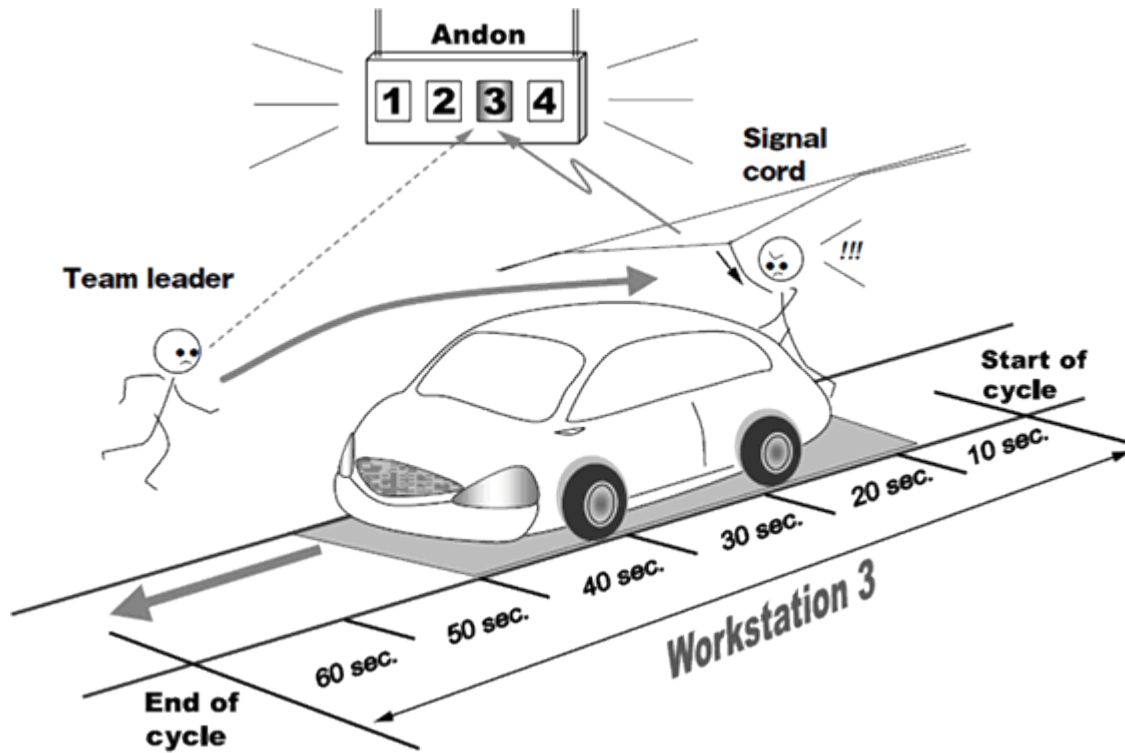 Andon
1 2 3 4
Signal
cord
!!!
Team leader
Start of
cycle
10 sec.
20 sec.
30 sec.
40 sec.
50 sec.
60 sec.
Workstation 3
End of
cycle